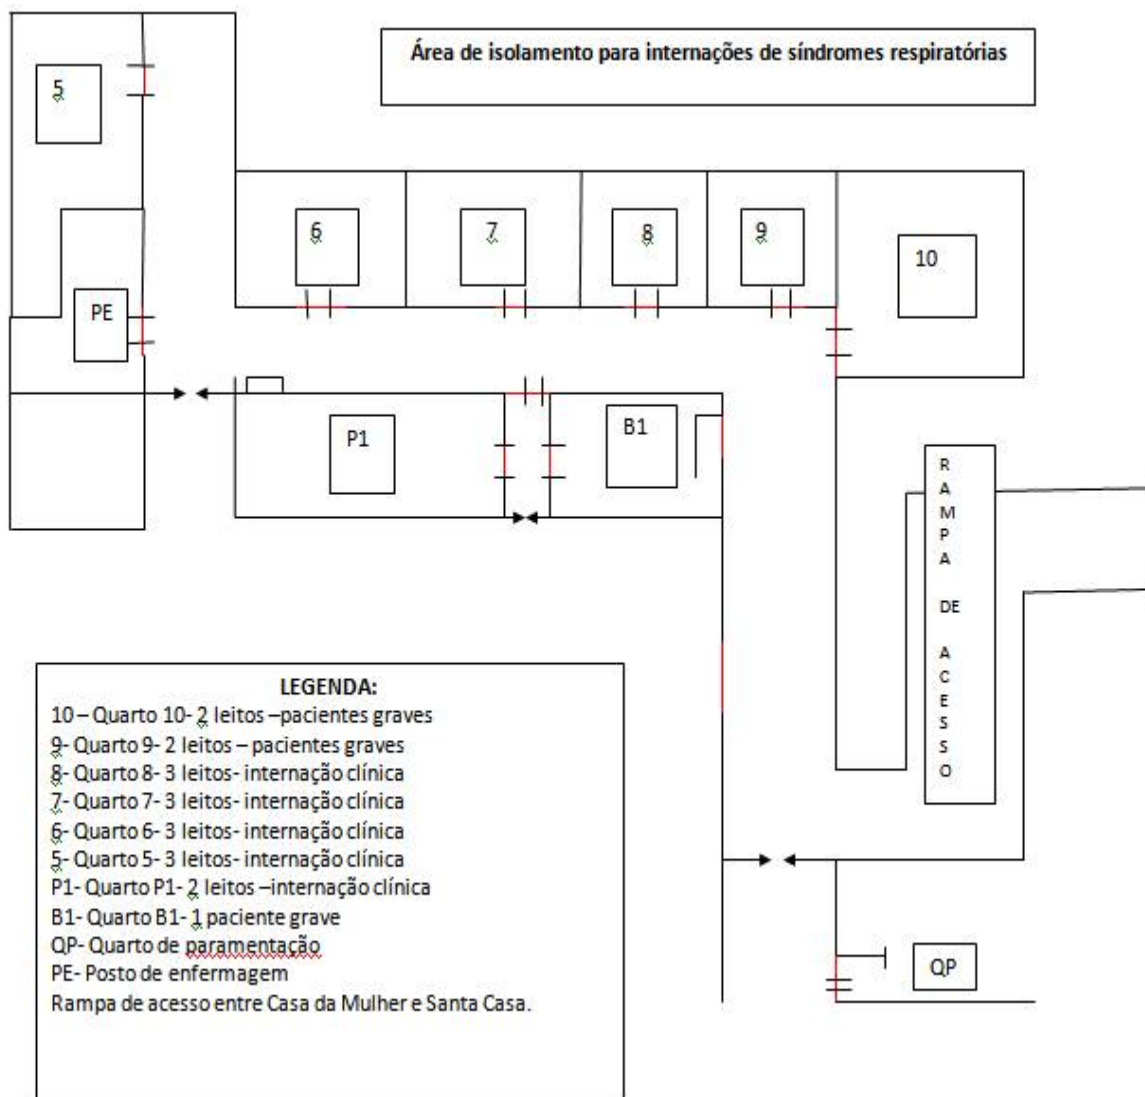 Área de isolamento para internações de síndromes respiratórias
5
6
7
8
9
10
PE
P1
B1
RAMPA DE ACESSO
QP
LEGENDA:
10 – Quarto 10- 2 leitos –pacientes graves
9- Quarto 9- 2 leitos – pacientes graves
8- Quarto 8- 3 leitos- internação clínica
7- Quarto 7- 3 leitos- internação clínica
6- Quarto 6- 3 leitos- internação clínica
5- Quarto 5- 3 leitos- internação clínica
P1- Quarto P1- 2 leitos –internação clínica
B1- Quarto B1- 1 paciente grave
QP- Quarto de paramentação
PE- Posto de enfermagem
Rampa de acesso entre Casa da Mulher e Santa Casa.